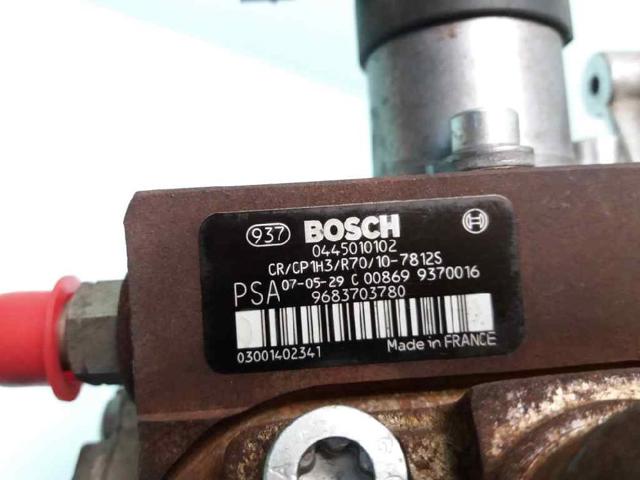 937 BOSCH
0445010102
CR/CP1H3/R70/10-7812S
PSA 07-05-29 C 00869 9370016
9683703780
03001402341 Made in FRANCE